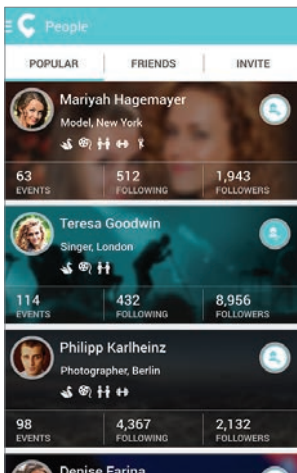 People
POPULAR FRIENDS INVITE
Mariyah Hagemayer
Model, New York
63 512 1,943
EVENTS FOLLOWING FOLLOWERS
Teresa Goodwin
Singer, London
114 432 8,956
EVENTS FOLLOWING FOLLOWERS
Philipp Karlheinz
Photographer, Berlin
98 4,367 2,132
EVENTS FOLLOWING FOLLOWERS
Denise Farina